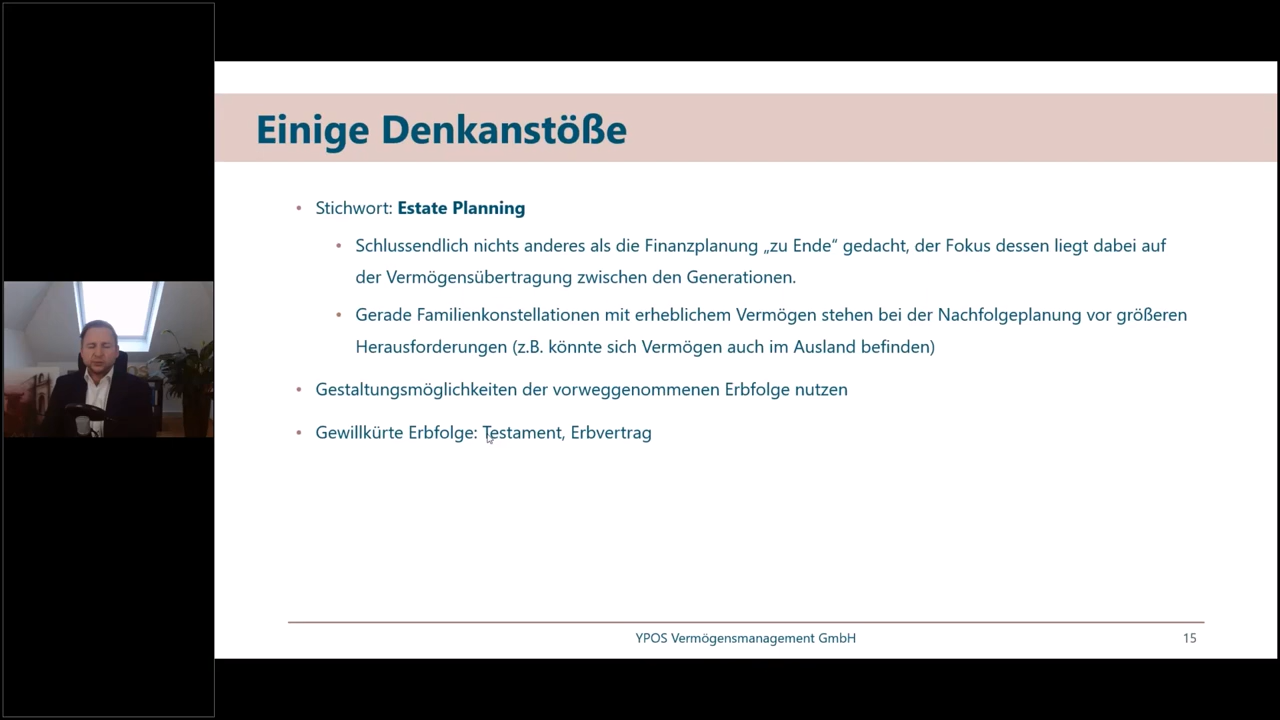 Einige Denkanstöße
• Stichwort: Estate Planning
• Schlussendlich nichts anderes als die Finanzplanung „zu Ende“ gedacht, der Fokus dessen liegt dabei auf
der Vermögensübertragung zwischen den Generationen.
• Gerade Familienkonstellationen mit erheblichem Vermögen stehen bei der Nachfolgeplanung vor größeren
Herausforderungen (z.B. könnte sich Vermögen auch im Ausland befinden)
• Gestaltungsmöglichkeiten der vorweggenommenen Erbfolge nutzen
• Gewillkürte Erbfolge: Testament, Erbvertrag
YPOS Vermögensmanagement GmbH
15